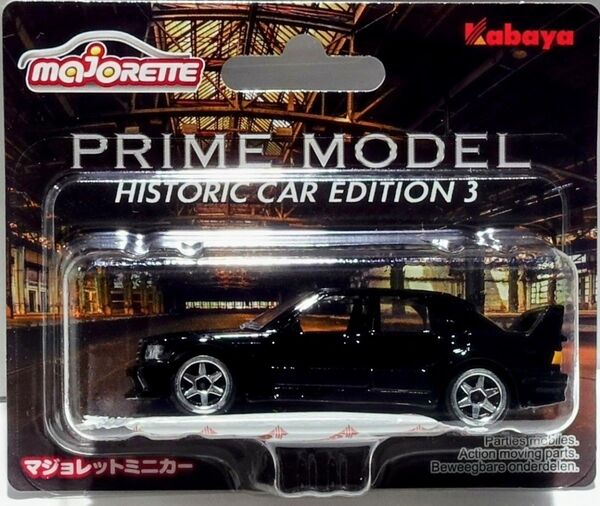 majORETTE
Kabaya
PRIME MODEL
HISTORIC CAR EDITION 3
マジョレットミニカー
Parties mobiles.
Action moving parts.
Beweegbare onderdelen.